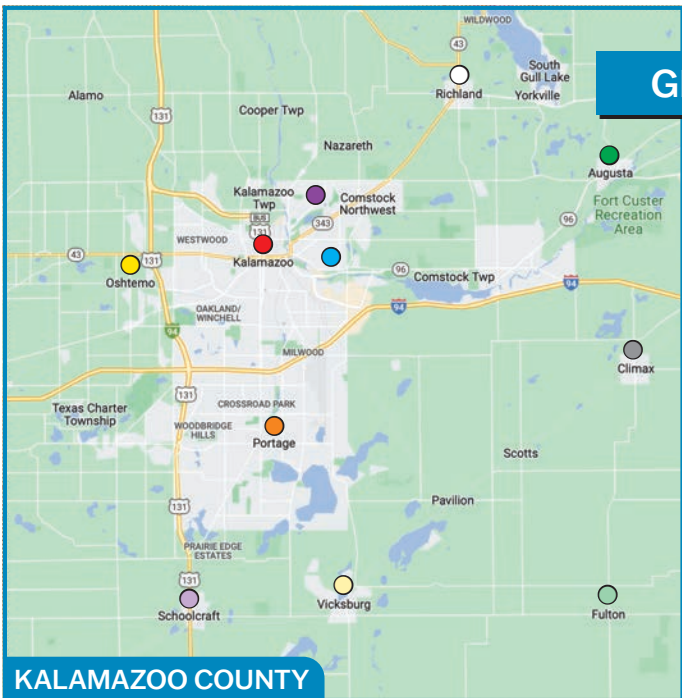 WILDWOOD
43
South
Gull Lake
G
Richland
Yorkville
Alamo
131
Cooper Twp
Nazareth
Augusta
Kalamazoo
Twp
Comstock
Northwest
Fort Custer
Recreation
Area
BUS
131
343
96
WESTWOOD
43
131
Kalamazoo
96
Comstock Twp
Oshtemo
94
94
OAKLAND/
WINCHELL
94
MILWOOD
Climax
131
Texas Charter
Township
CROSSROAD PARK
WOODBRIDGE
HILLS
Portage
Scotts
131
Pavilion
PRAIRIE EDGE
ESTATES
131
Schoolcraft
Vicksburg
Fulton
KALAMAZOO COUNTY